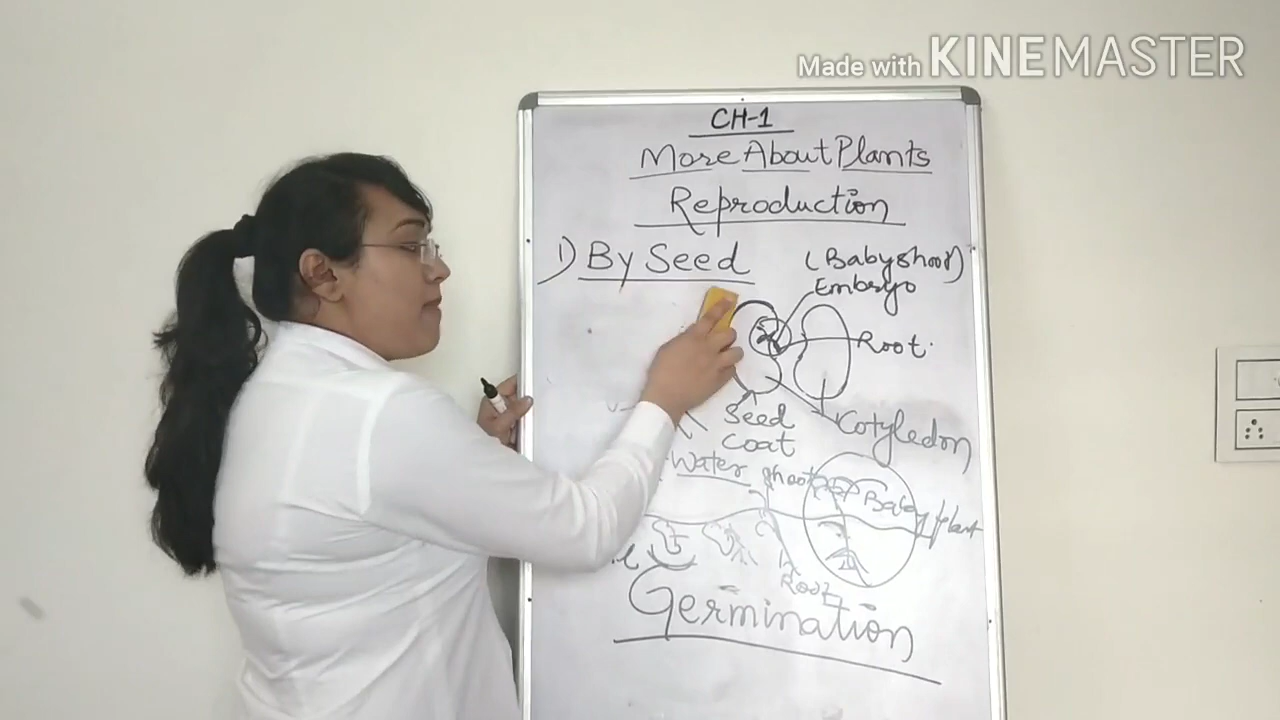 Made with KINEMASTER
CH-1
More About Plants
Reproduction
1) By Seed
(Baby shoot)
Embryo
Root.
Seed
coat
Cotyledon
Water
shoot
Baby plant
Root
Germination